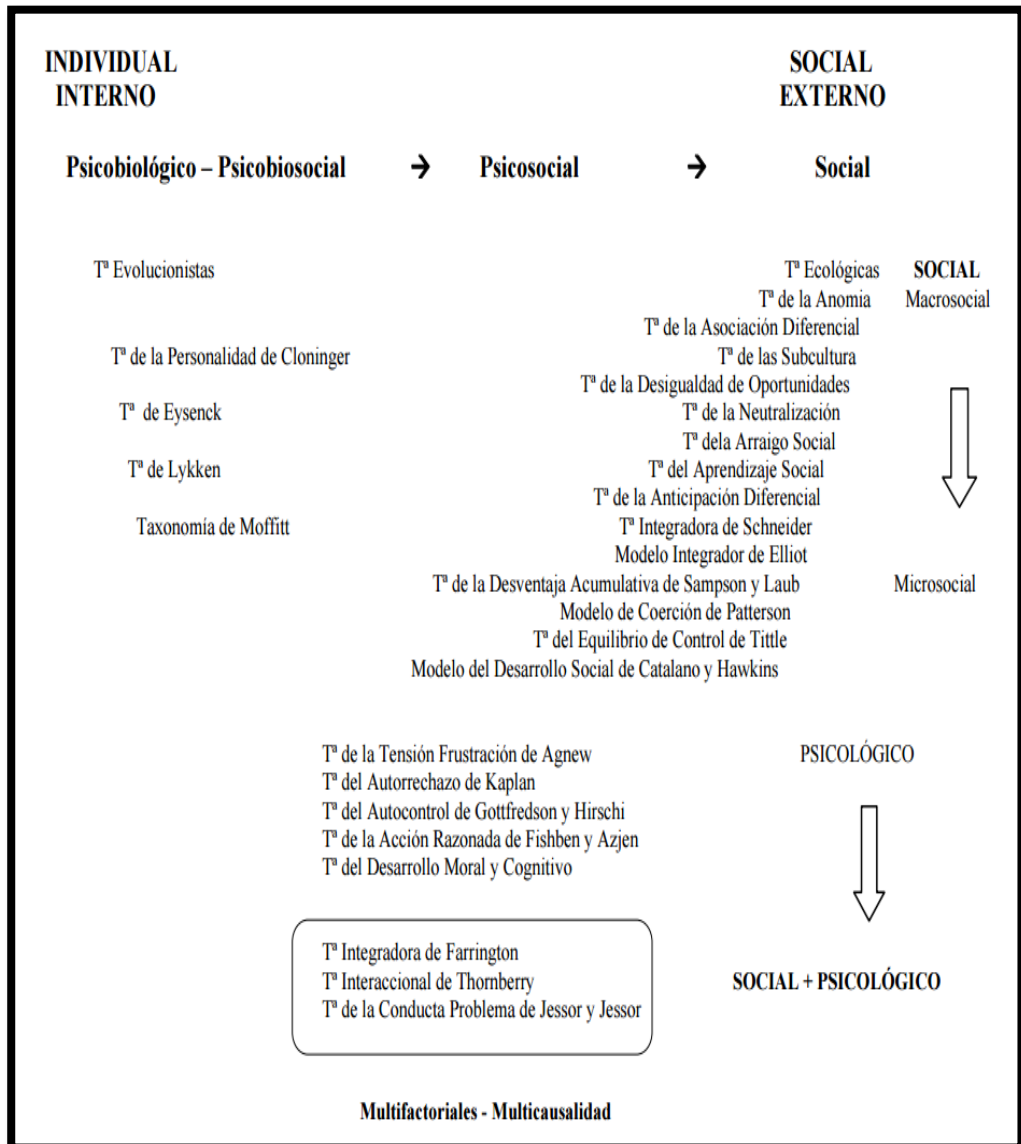 INDIVIDUAL SOCIAL
INTERNO EXTERNO
Psicobiológico – Psicobiosocial → Psicosocial → Social
Tª Evolucionistas Tª Ecológicas SOCIAL
Tª de la Anomia Macrosocial
Tª de la Asociación Diferencial
Tª de la Personalidad de Cloninger Tª de las Subcultura
Tª de la Desigualdad de Oportunidades
Tª de Eysenck Tª de la Neutralización
Tª dela Arraigo Social
Tª de Lykken Tª del Aprendizaje Social
Tª de la Anticipación Diferencial
Taxonomía de Moffitt Tª Integradora de Schneider
Modelo Integrador de Elliot
Tª de la Desventaja Acumulativa de Sampson y Laub Microsocial
Modelo de Coerción de Patterson
Tª del Equilibrio de Control de Tittle
Modelo del Desarrollo Social de Catalano y Hawkins
Tª de la Tensión Frustración de Agnew PSICOLÓGICO
Tª del Autorrechazo de Kaplan
Tª del Autocontrol de Gottfredson y Hirschi
Tª de la Acción Razonada de Fishben y Azjen
Tª del Desarrollo Moral y Cognitivo
Tª Integradora de Farrington
Tª Interaccional de Thornberry SOCIAL + PSICOLÓGICO
Tª de la Conducta Problema de Jessor y Jessor
Multifactoriales - Multicausalidad